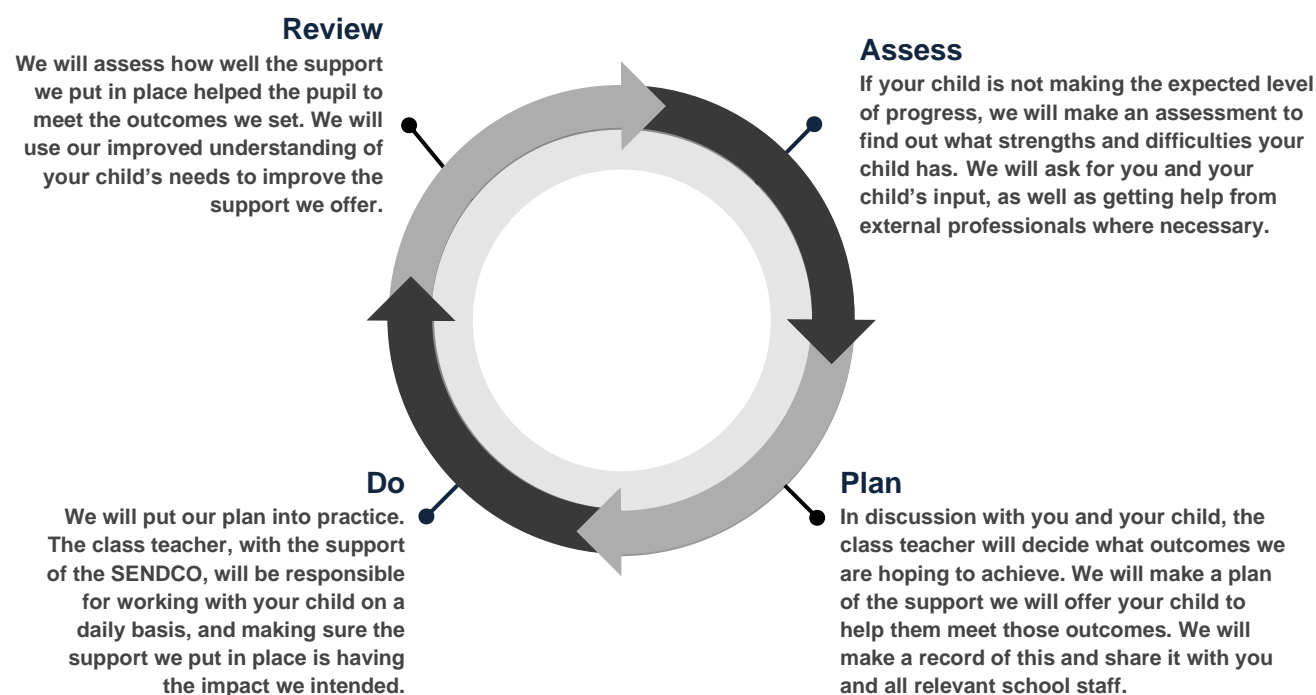 Review
We will assess how well the support
we put in place helped the pupil to
meet the outcomes we set. We will
use our improved understanding of
your child's needs to improve the
support we offer.
Assess
If your child is not making the expected level
of progress, we will make an assessment to
find out what strengths and difficulties your
child has. We will ask for you and your
child's input, as well as getting help from
external professionals where necessary.
Do
We will put our plan into practice.
The class teacher, with the support
of the SENDCO, will be responsible
for working with your child on a
daily basis, and making sure the
support we put in place is having
the impact we intended.
Plan
In discussion with you and your child, the
class teacher will decide what outcomes we
are hoping to achieve. We will make a plan
of the support we will offer your child to
help them meet those outcomes. We will
make a record of this and share it with you
and all relevant school staff.